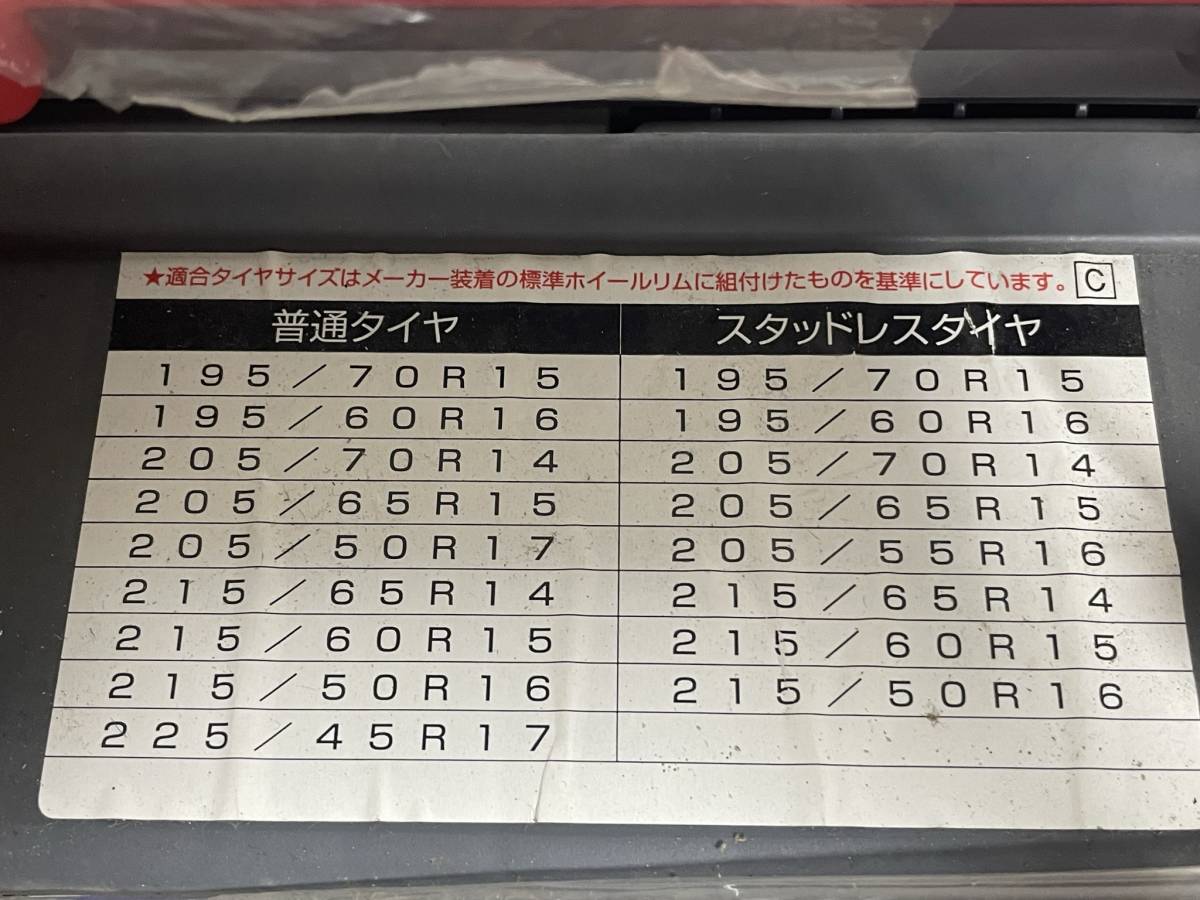 ★適合タイヤサイズはメーカー装着の標準ホイールリムに組付けたものを基準にしています。 C
普通タイヤ スタッドレスタイヤ
195/70R15 195/70R15
195/60R16 195/60R16
205/70R14 205/70R14
205/65R15 205/65R15
205/50R17 205/55R16
215/65R14 215/65R14
215/60R15 215/60R15
215/50R16 215/50R16
225/45R17